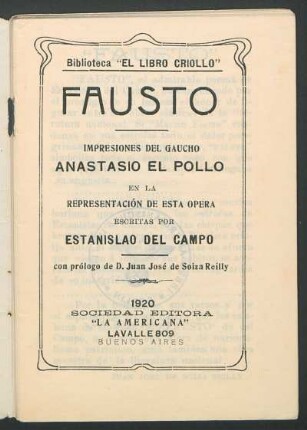 Biblioteca "EL LIBRO CRIOLLO"
FAUSTO
IMPRESIONES DEL GAUCHO
ANASTASIO EL POLLO
EN LA
REPRESENTACIÓN DE ESTA OPERA
ESCRITAS POR
ESTANISLAO DEL CAMPO
con prólogo de D. Juan José de Soiza Reilly
1920
SOCIEDAD EDITORA
"LA AMERICANA"
LAVALLE 809
BUENOS AIRES